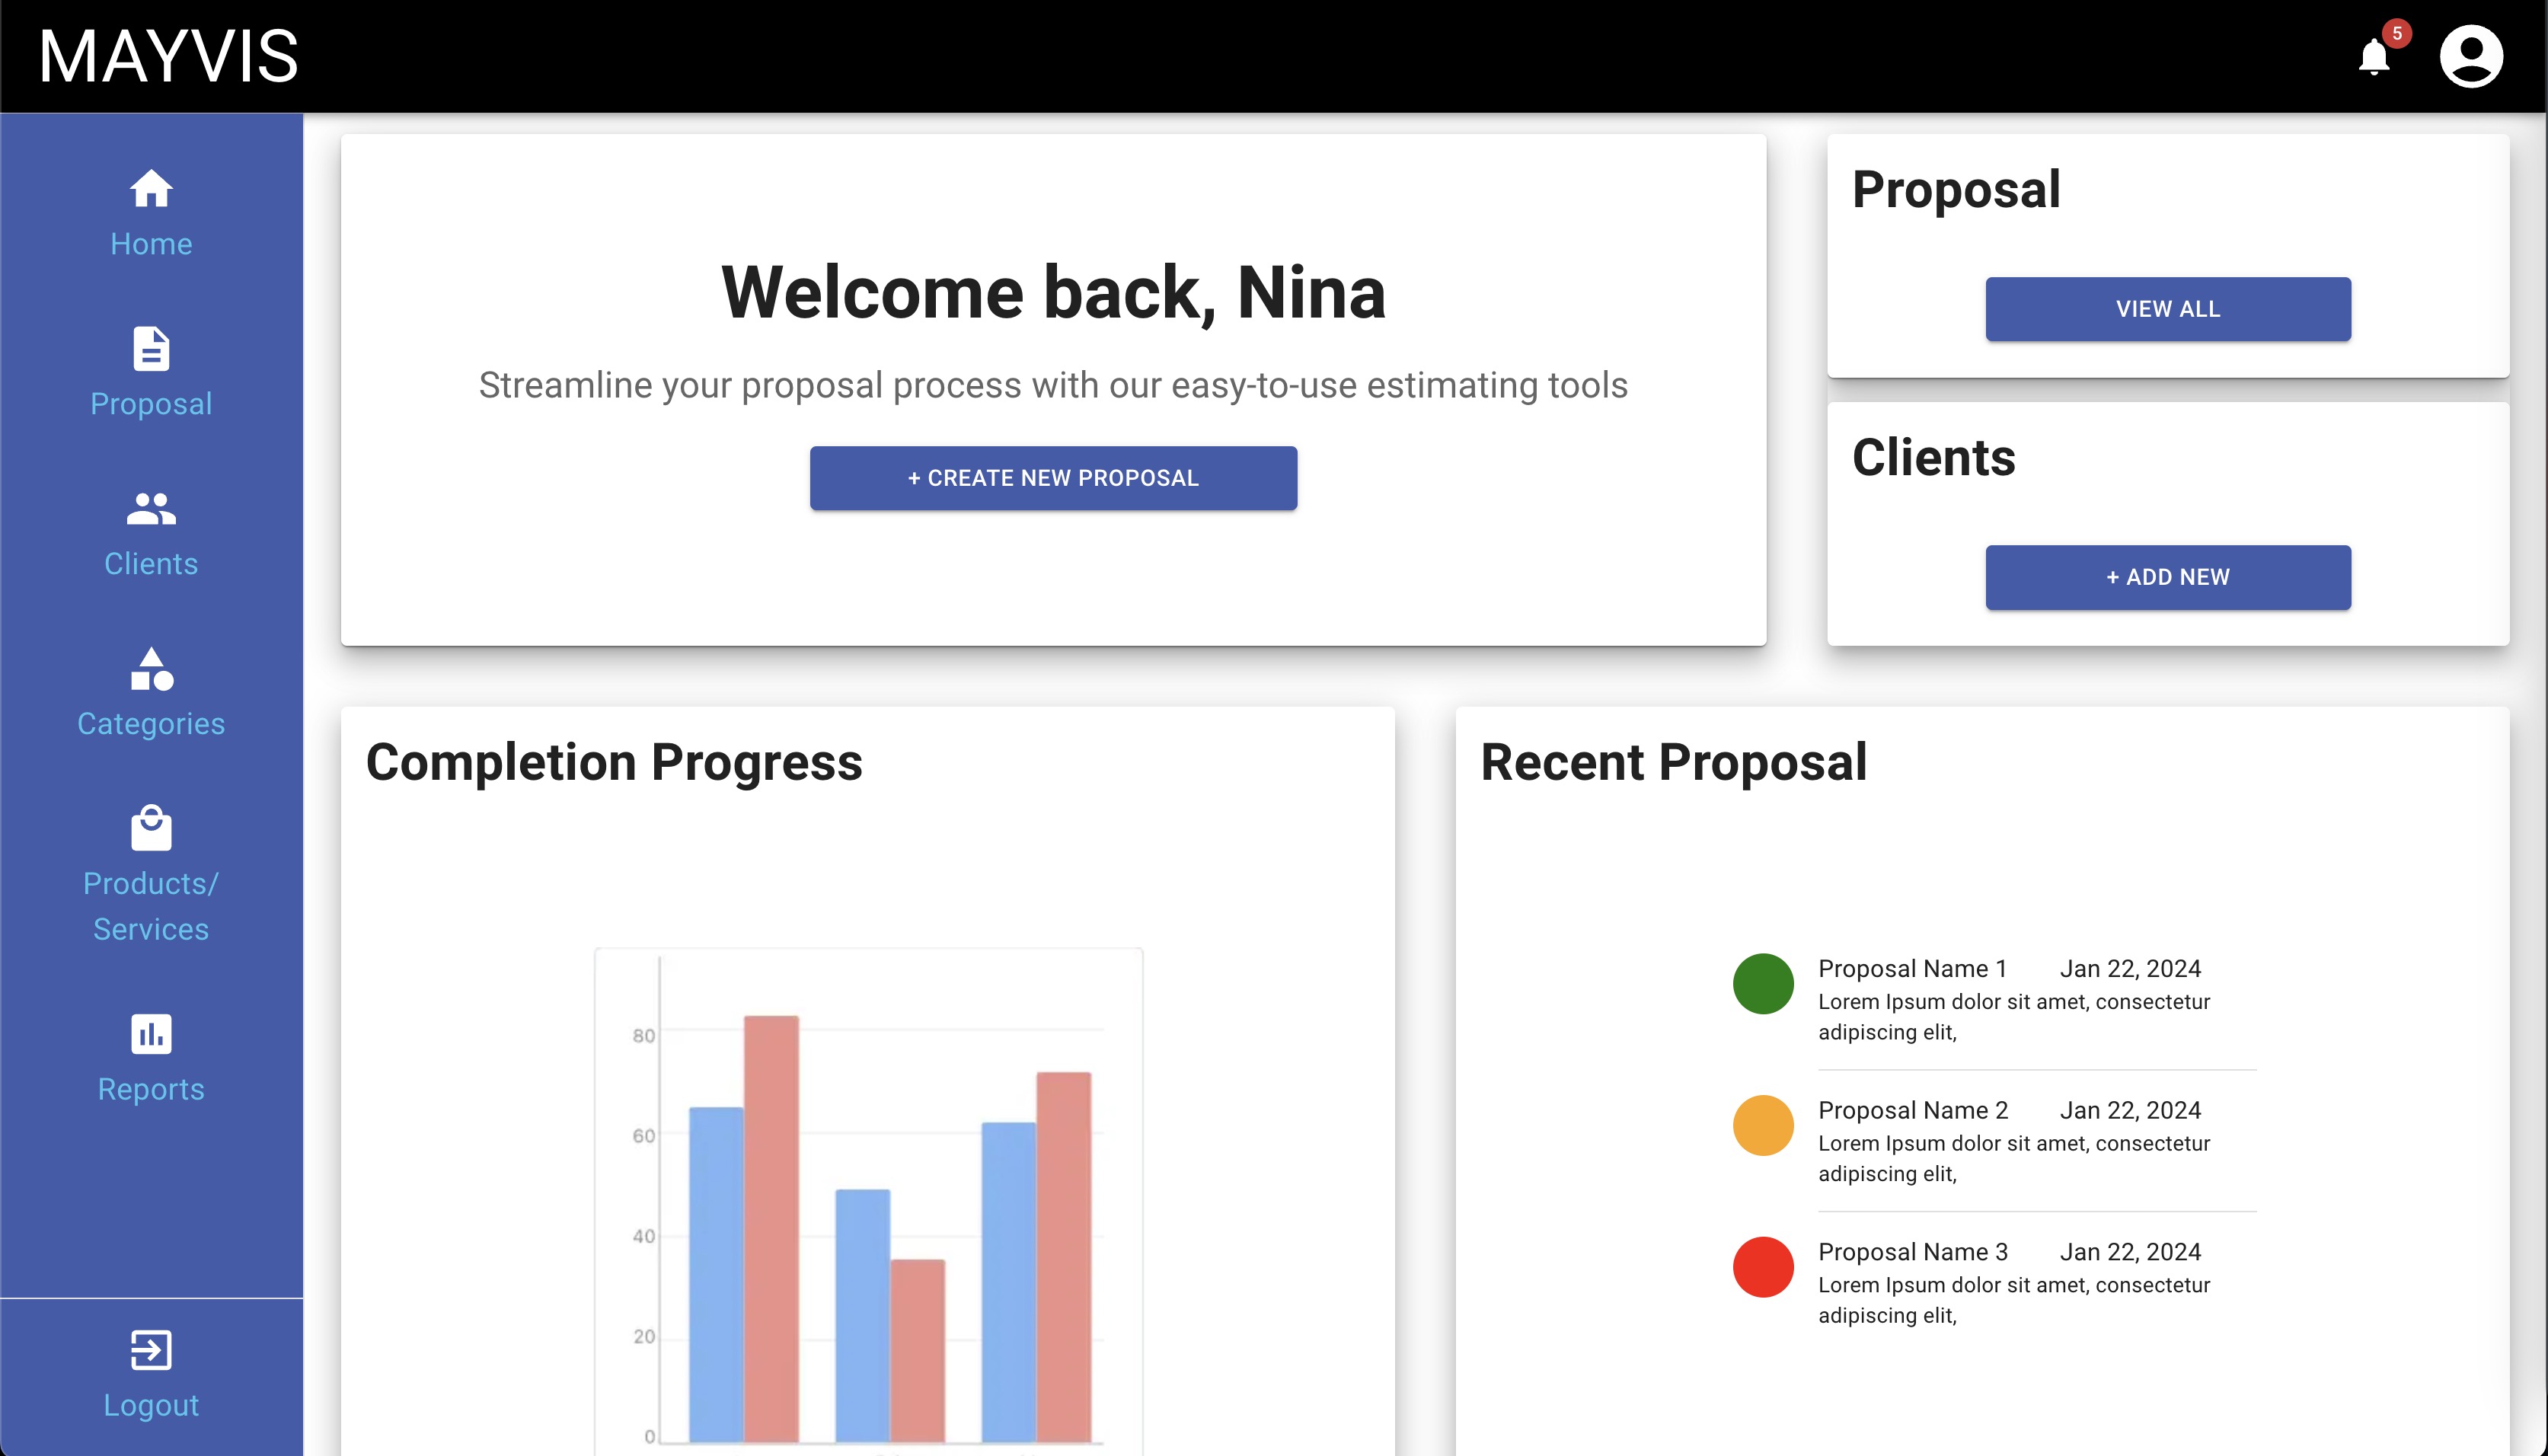 MAYVIS
5
Home
Proposal
Clients
Categories
Products/
Services
Reports
Logout
Welcome back, Nina
Streamline your proposal process with our easy-to-use estimating tools
+ CREATE NEW PROPOSAL
Proposal
VIEW ALL
Clients
+ ADD NEW
Completion Progress
80
60
40
20
0
Recent Proposal
Proposal Name 1 Jan 22, 2024
Lorem Ipsum dolor sit amet, consectetur
adipiscing elit,
Proposal Name 2 Jan 22, 2024
Lorem Ipsum dolor sit amet, consectetur
adipiscing elit,
Proposal Name 3 Jan 22, 2024
Lorem Ipsum dolor sit amet, consectetur
adipiscing elit,